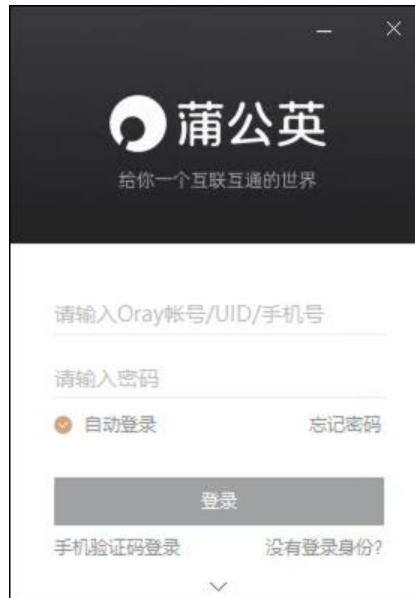 蒲公英
给你一个互联互通的世界
请输入Oray帐号/UID/手机号
请输入密码
自动登录 忘记密码
登录
手机验证码登录 没有登录身份?